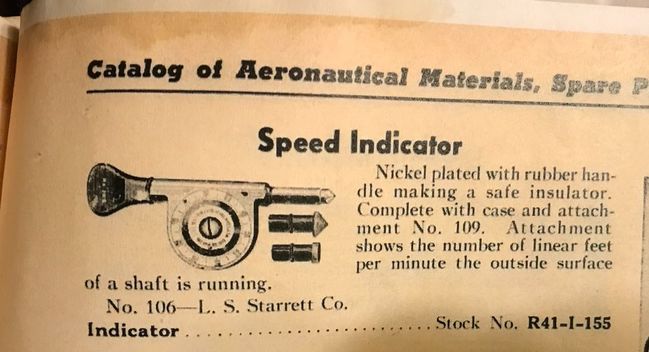 Catalog of Aeronautical Materials, Spare P
Speed Indicator
Nickel plated with rubber han-
dle making a safe insulator.
Complete with case and attach-
ment No. 109. Attachment
shows the number of linear feet
per minute the outside surface
of a shaft is running.
No. 106—L. S. Starrett Co.
Indicator ........................... Stock No. R41-I-155